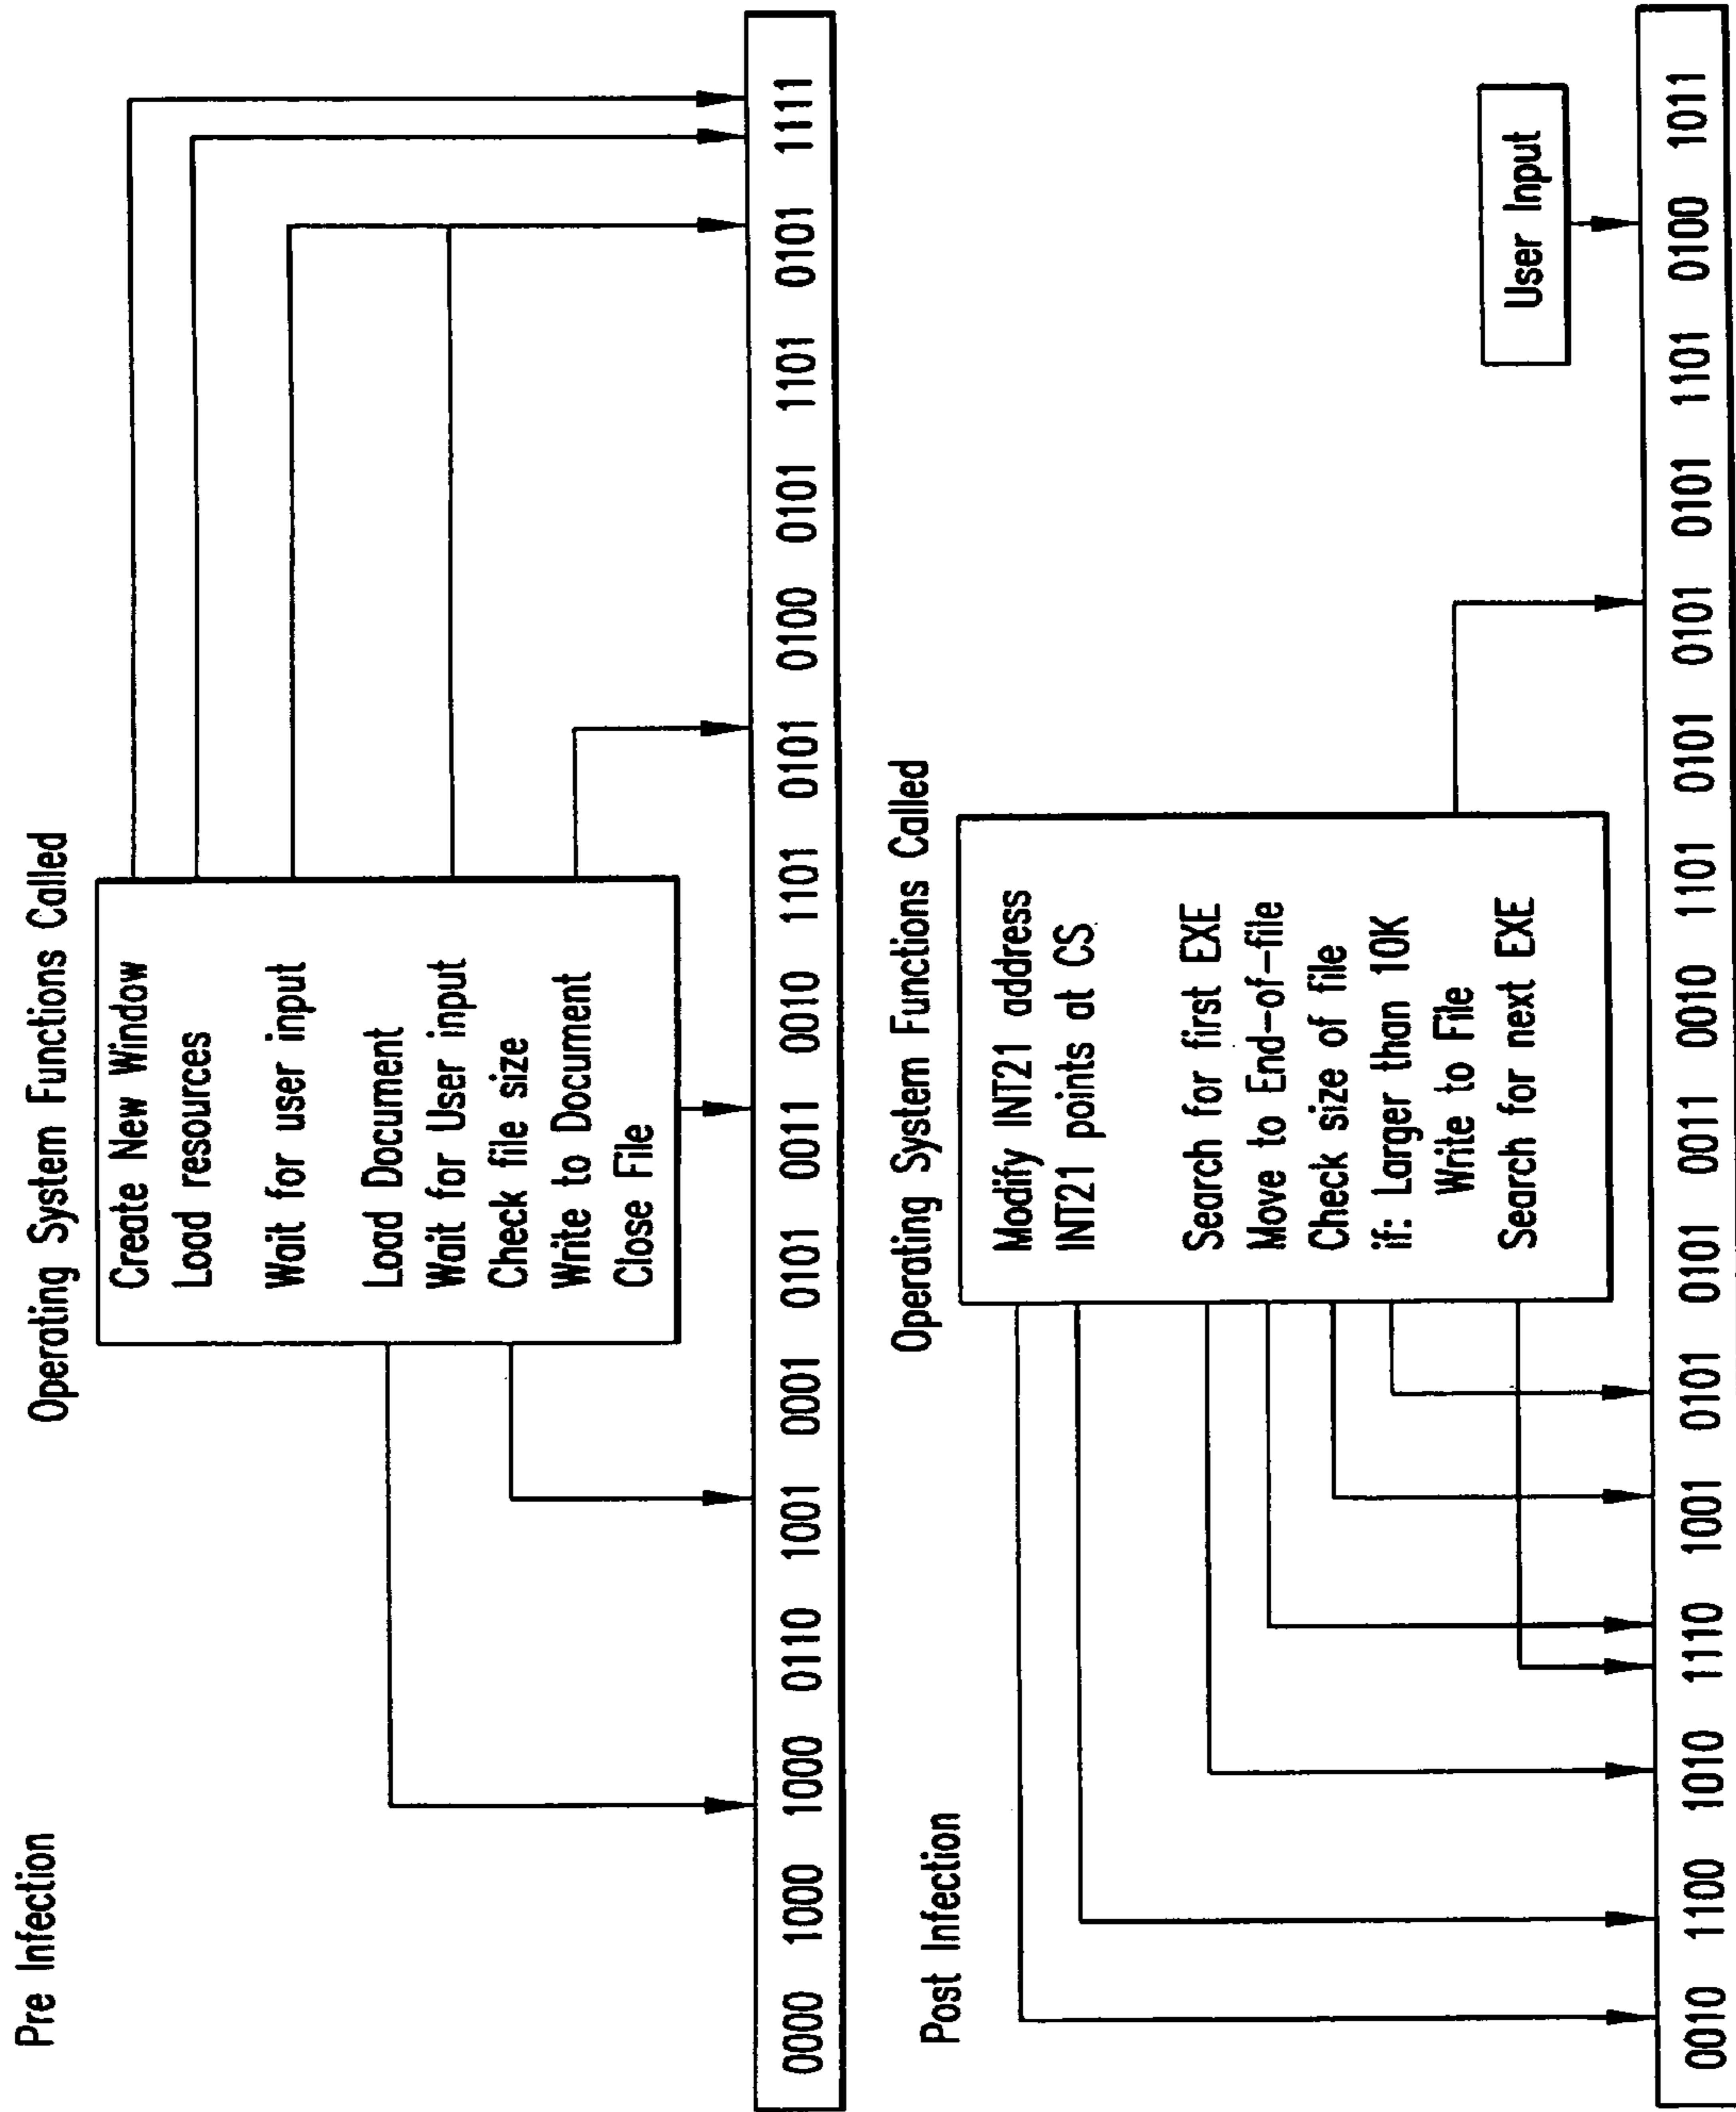 Pre Infection
Operating System Functions Called
Create New Window
Load resources
Wait for user input
Load Document
Wait for User input
Check file size
Write to Document
Close File
0000 1000 1000 0110 1001 0001 0101 0011 0010 1101 0101 0100 0101 1101 0101 1111
Post Infection
Operating System Functions Called
Modify INT21 address
INT21 points at CS
Search for first EXE
Move to End-of-file
Check size of file
if: Larger than 10K
Write to File
Search for next EXE
User Input
0010 1100 1010 1110 1001 0101 0101 0011 0010 1101 0101 0101 0101 1101 0100 1011